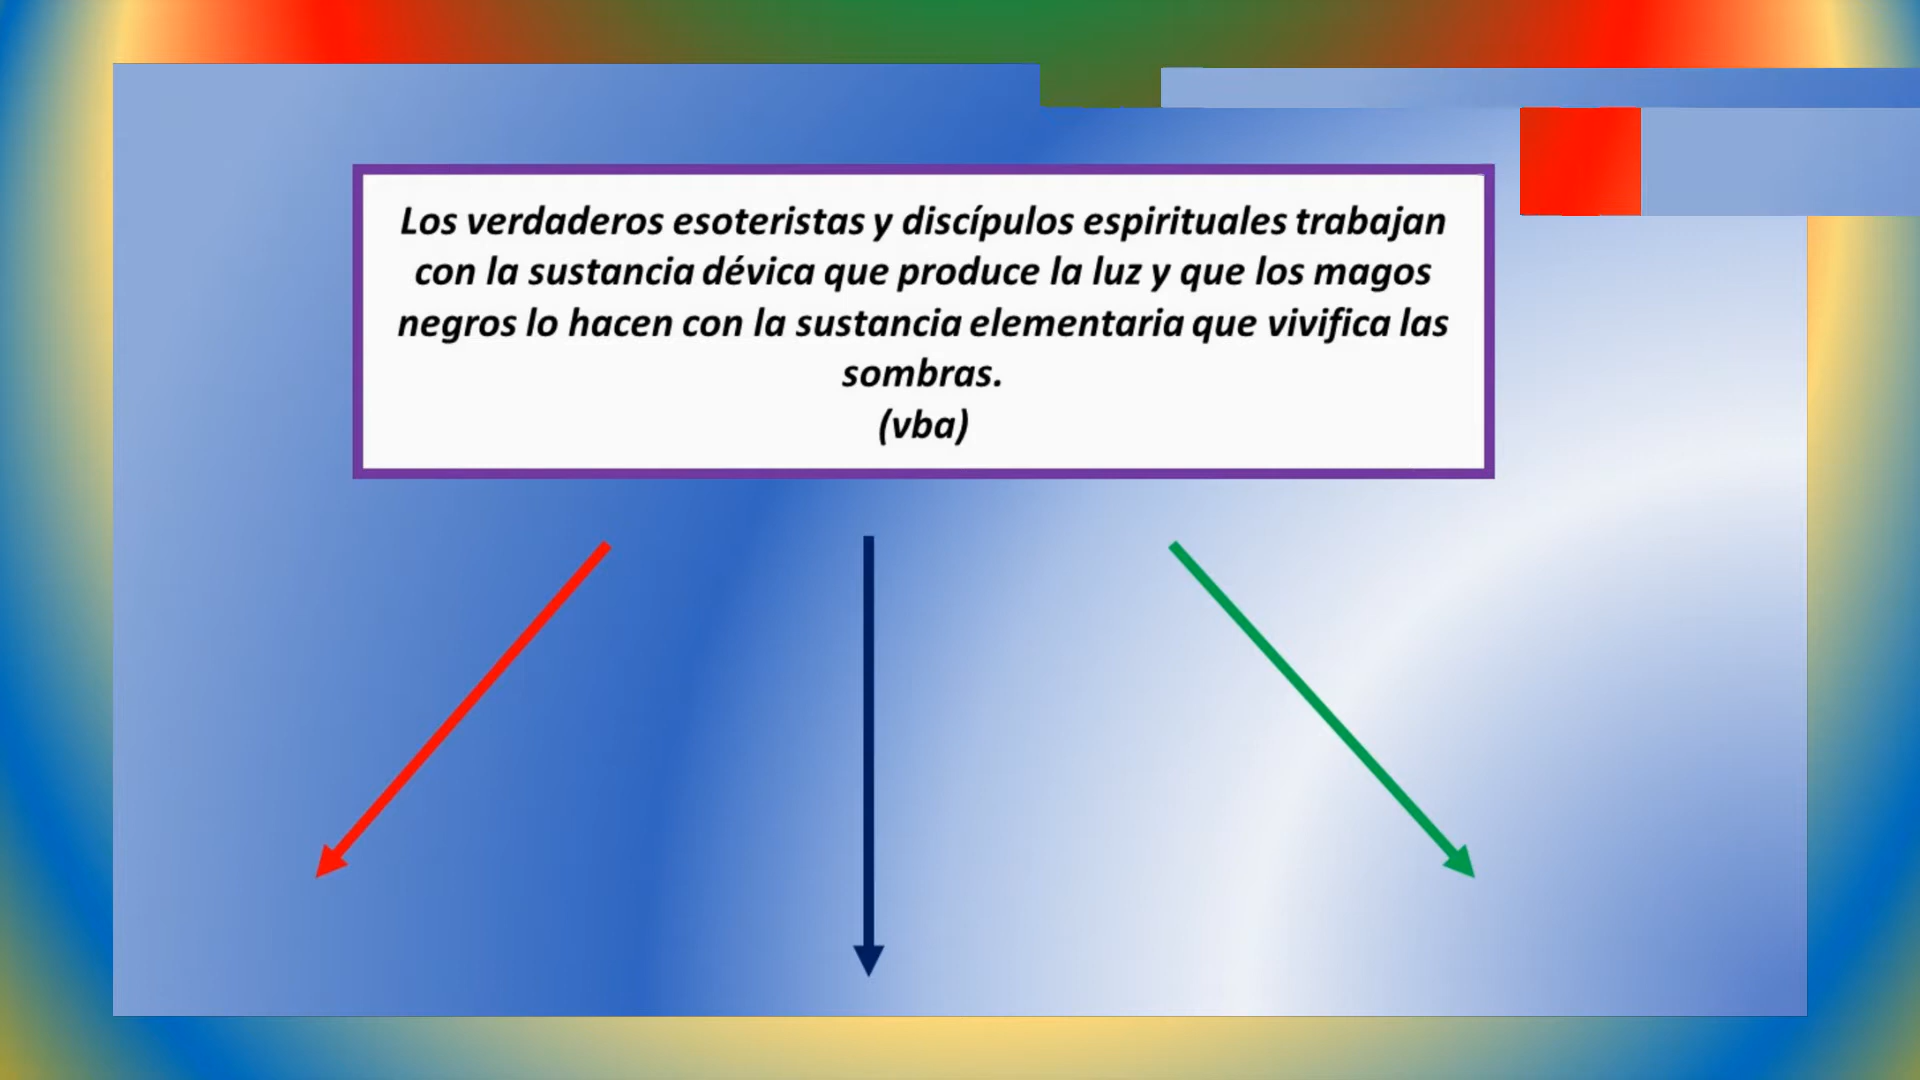 Los verdaderos esoteristas y discípulos espirituales trabajan
con la sustancia dévica que produce la luz y que los magos
negros lo hacen con la sustancia elementaria que vivifica las
sombras.
(vba)